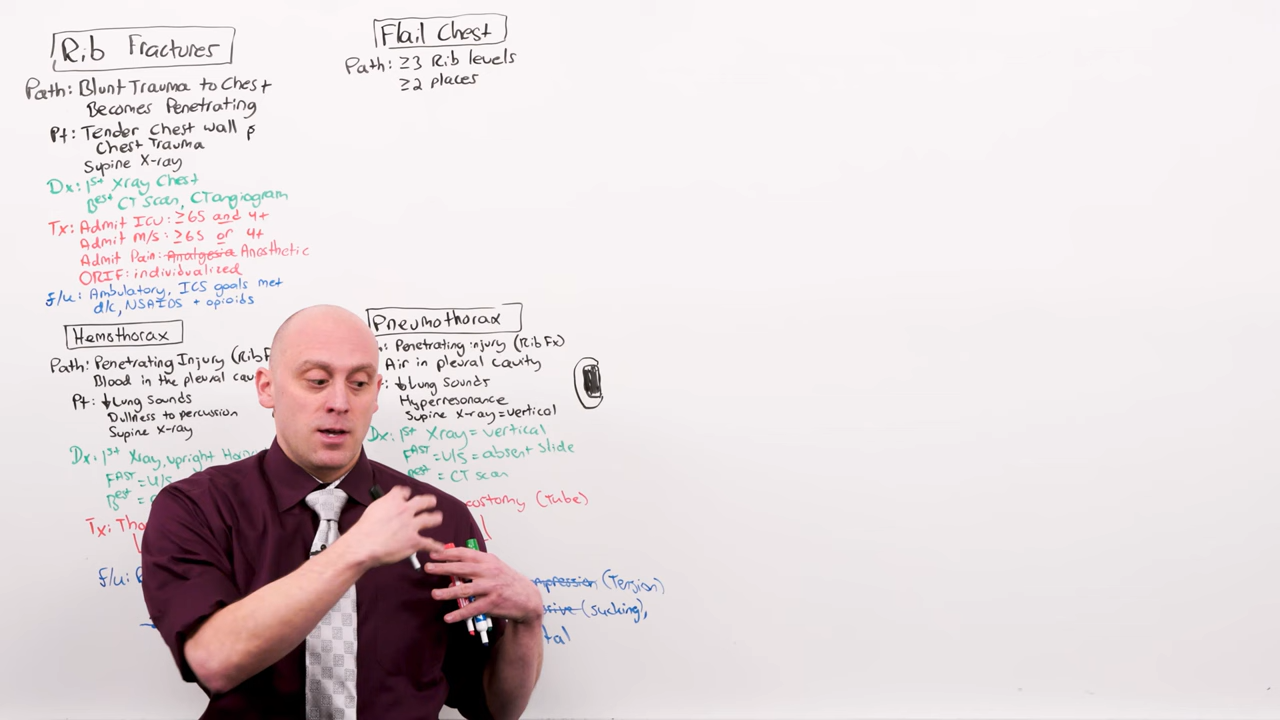 Rib Fractures
Path: Blunt Trauma to Chest
Becomes Penetrating
Pt: Tender Chest wall p̄
Chest Trauma
Supine X-ray
Dx: 1st Xray Chest
Best CT Scan, CTangiogram
Tx: Admit ICU: ≥65 and 4+
Admit m/s: ≥65 or 4+
Admit Pain: Analgesia Anesthetic
ORIF: individualized
f/u: Ambulatory, ICS goals met
d/c, NSAIDS + opioids
Flail Chest
Path: ≥3 Rib levels
≥2 places
Hemothorax
Path: Penetrating Injury (Rib
Blood in the pleural
Pt: ↓Lung Sounds
Dullness to percussion
Supine X-ray
Dx: 1st Xray, upright
FAST = U/S
Best =
Tx:
f/u:
Pneumothorax
Penetrating injury (Rib Fx)
Air in pleural cavity
↓Lung Sounds
Hyperresonance
Supine X-ray = vertical
Dx: 1st Xray = vertical
FAST = U/S = absent slide
Best = CT scan
(Tube)
(Tension)
(sucking),